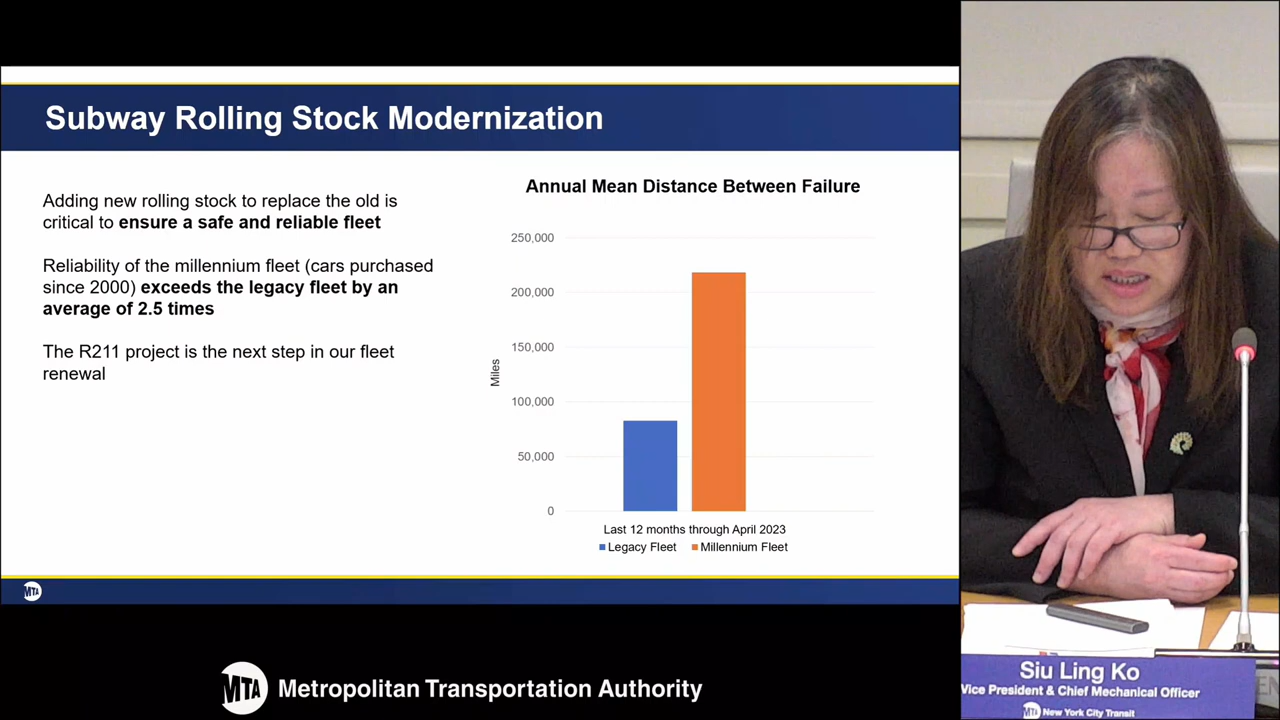 Subway Rolling Stock Modernization
Adding new rolling stock to replace the old is
critical to ensure a safe and reliable fleet
Reliability of the millennium fleet (cars purchased
since 2000) exceeds the legacy fleet by an
average of 2.5 times
The R211 project is the next step in our fleet
renewal
Annual Mean Distance Between Failure
Miles
250,000
200,000
150,000
100,000
50,000
0
Last 12 months through April 2023
Legacy Fleet
Millennium Fleet
MTA
MTA Metropolitan Transportation Authority
Siu Ling Ko
Vice President & Chief Mechanical Officer
MTA New York City Transit